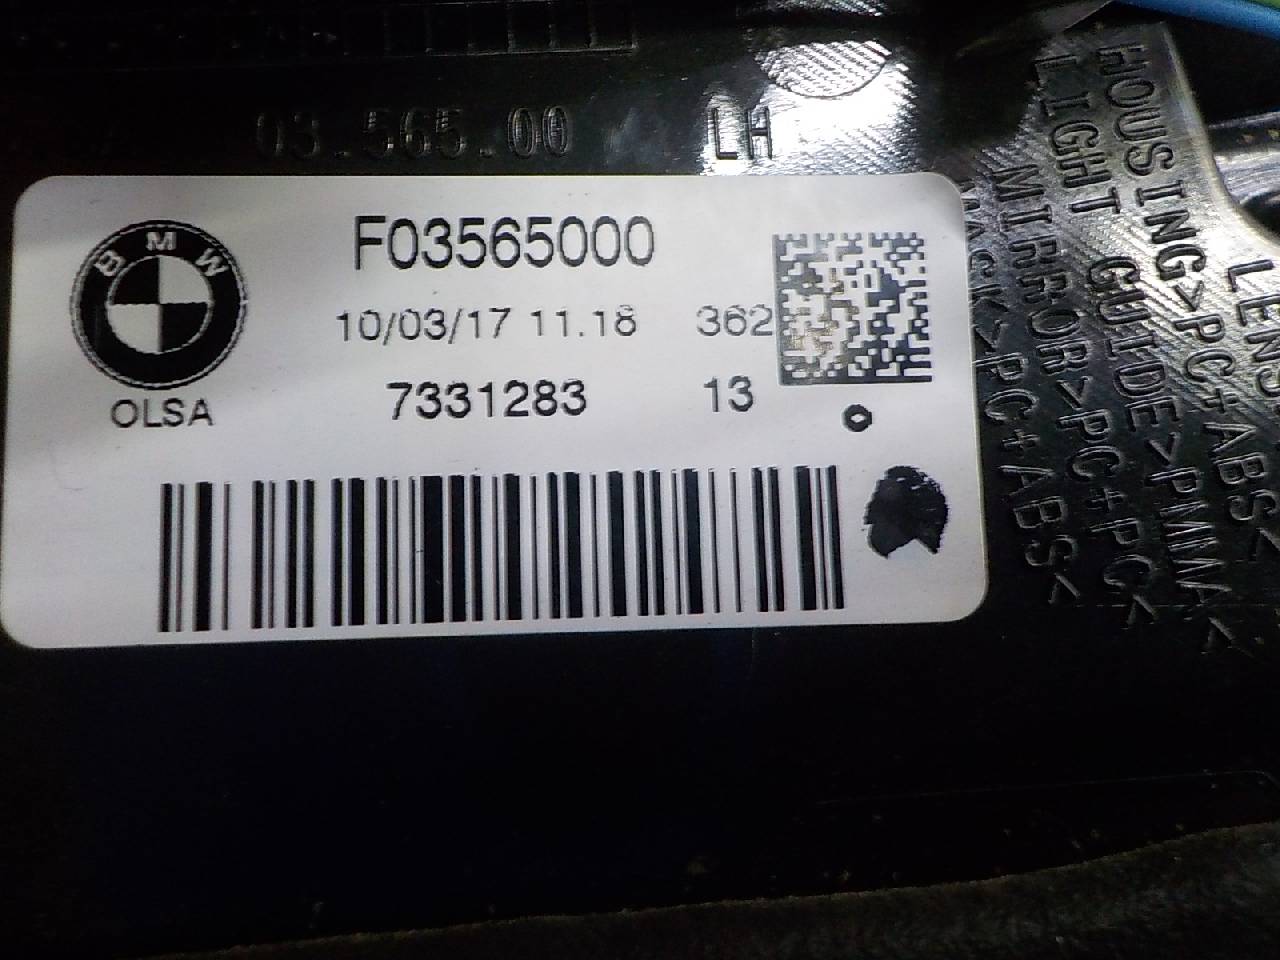 03.565.00 LH
BMW
F03565000
10/03/17 11.18 362
OLSA
7331283 13
LENS
HOUSING>PC+ABS<
LIGHT GUIDE>PMMA<
MIRROR>PC+PC<
>PC+ABS<